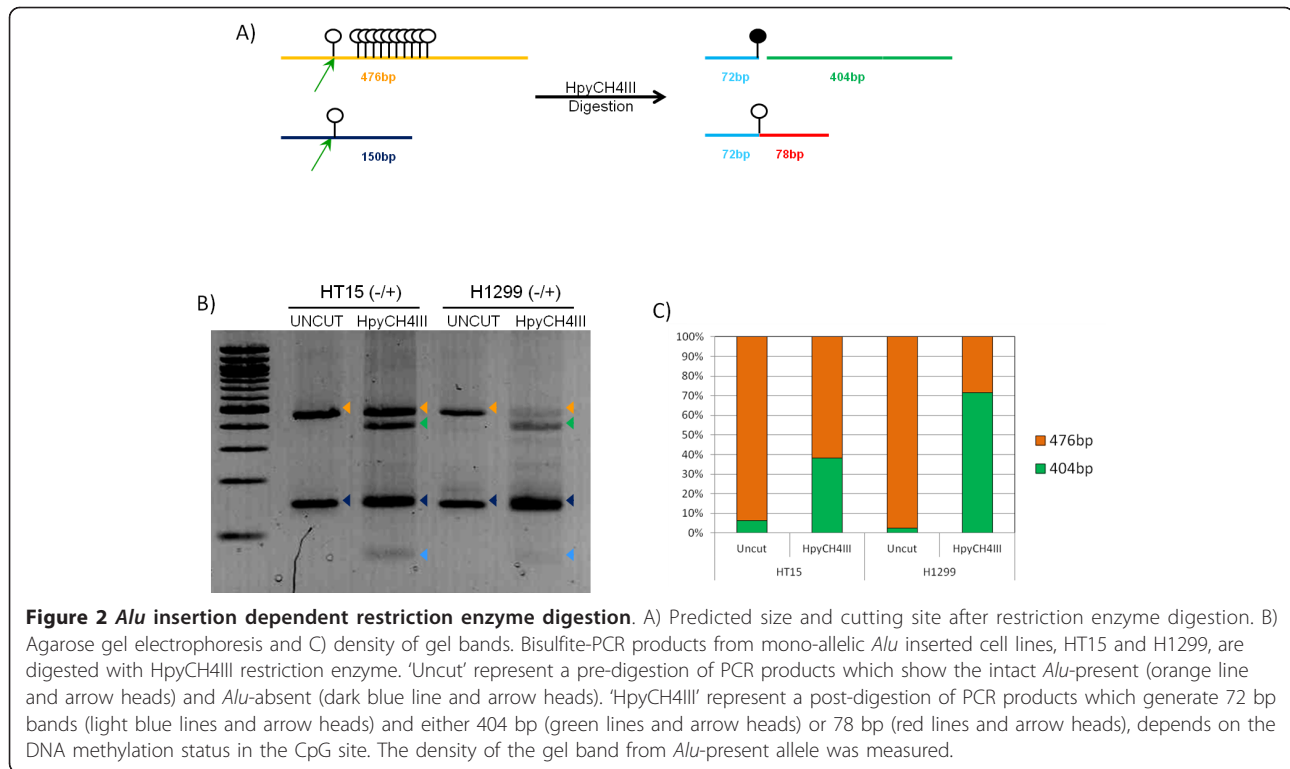 A)
476bp
HpyCH4III
Digestion
72bp
404bp
150bp
72bp
78bp
B)
HT15 (-/+)
H1299 (-/+)
UNCUT
HpyCH4III
UNCUT
HpyCH4III
C)
100%
90%
80%
70%
60%
50%
40%
30%
20%
10%
0%
Uncut
HpyCH4III
Uncut
HpyCH4III
HT15
H1299
476bp
404bp
Figure 2 Alu insertion dependent restriction enzyme digestion. A) Predicted size and cutting site after restriction enzyme digestion. B)
Agarose gel electrophoresis and C) density of gel bands. Bisulfite-PCR products from mono-allelic Alu inserted cell lines, HT15 and H1299, are
digested with HpyCH4III restriction enzyme. ‘Uncut’ represent a pre-digestion of PCR products which show the intact Alu-present (orange line
and arrow heads) and Alu-absent (dark blue line and arrow heads). ‘HpyCH4III’ represent a post-digestion of PCR products which generate 72 bp
bands (light blue lines and arrow heads) and either 404 bp (green lines and arrow heads) or 78 bp (red lines and arrow heads), depends on the
DNA methylation status in the CpG site. The density of the gel band from Alu-present allele was measured.